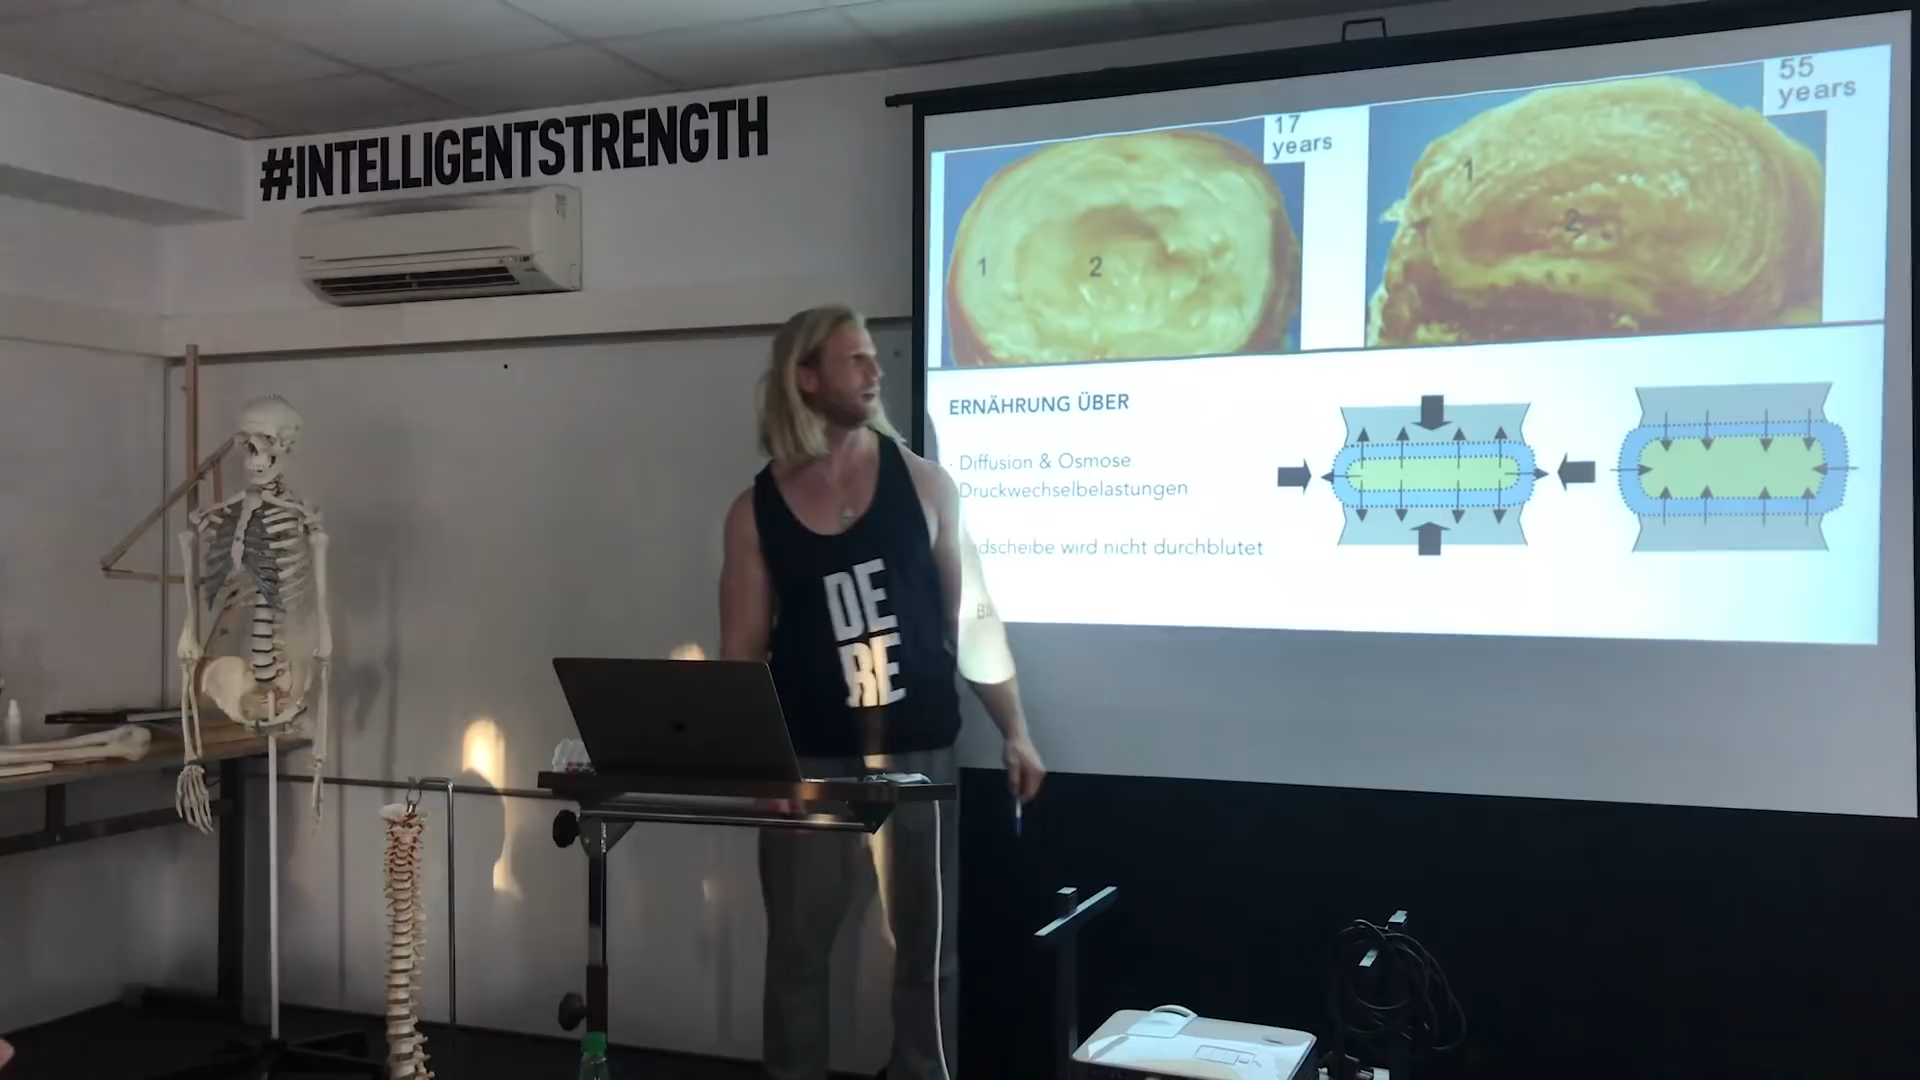 #INTELLIGENTSTRENGTH
17
years
55
years
1
2
1
2
ERNÄHRUNG ÜBER
· Diffusion & Osmose
Druckwechselbelastungen
dscheibe wird nicht durchblutet
DE
BE